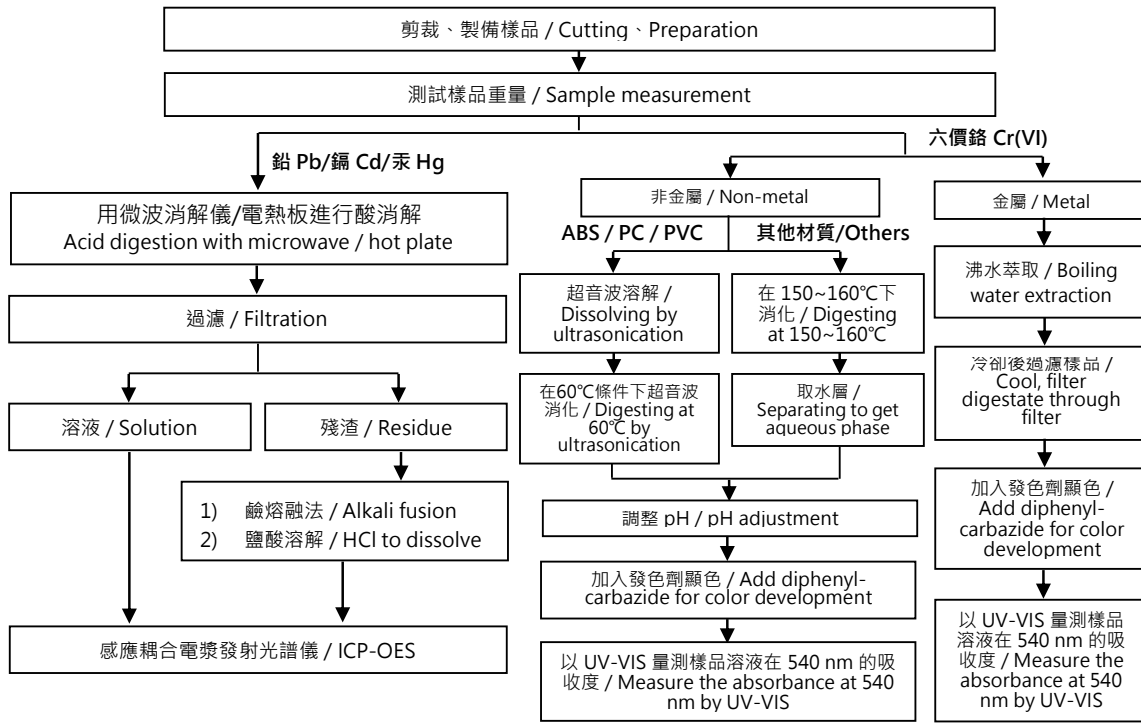 剪裁、製備樣品 / Cutting、Preparation
測試樣品重量 / Sample measurement
鉛 Pb/鎘 Cd/汞 Hg
六價鉻 Cr(VI)
用微波消解儀/電熱板進行酸消解
Acid digestion with microwave / hot plate
過濾 / Filtration
溶液 / Solution
殘渣 / Residue
1) 鹼熔融法 / Alkali fusion
2) 鹽酸溶解 / HCl to dissolve
感應耦合電漿發射光譜儀 / ICP-OES
非金屬 / Non-metal
ABS / PC / PVC
其他材質/Others
超音波溶解 /
Dissolving by
ultrasonication
在 150~160℃下
消化 / Digesting
at 150~160℃
在60℃條件下超音波
消化 / Digesting at
60℃ by
ultrasonication
取水層 /
Separating to get
aqueous phase
調整 pH / pH adjustment
加入發色劑顯色 / Add diphenyl-
carbazide for color development
以 UV-VIS 量測樣品溶液在 540 nm 的吸
收度 / Measure the absorbance at 540
nm by UV-VIS
金屬 / Metal
沸水萃取 / Boiling
water extraction
冷卻後過濾樣品 /
Cool, filter
digestate through
filter
加入發色劑顯色 /
Add diphenyl-
carbazide for color
development
以 UV-VIS 量測樣品
溶液在 540 nm 的吸
收度 / Measure the
absorbance at 540
nm by UV-VIS